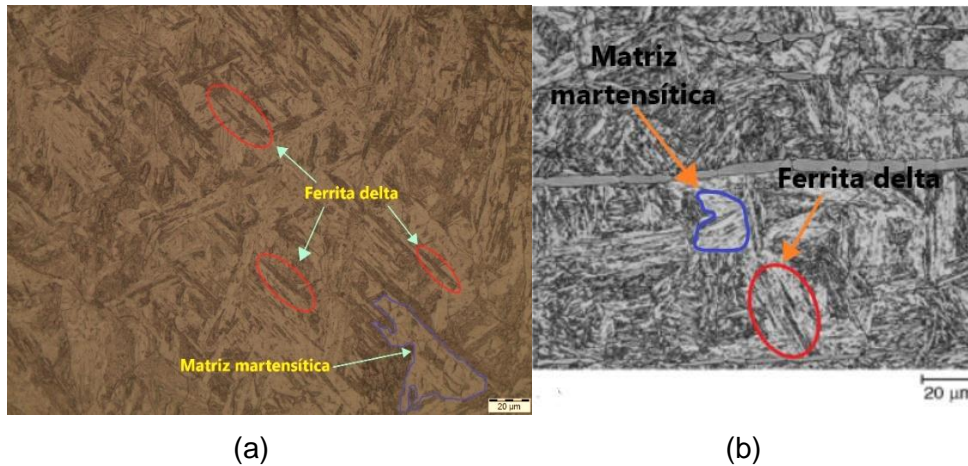 Ferrita delta
Matriz martensítica
20 µm
(a)
Matriz
martensítica
Ferrita delta
20 µm
(b)